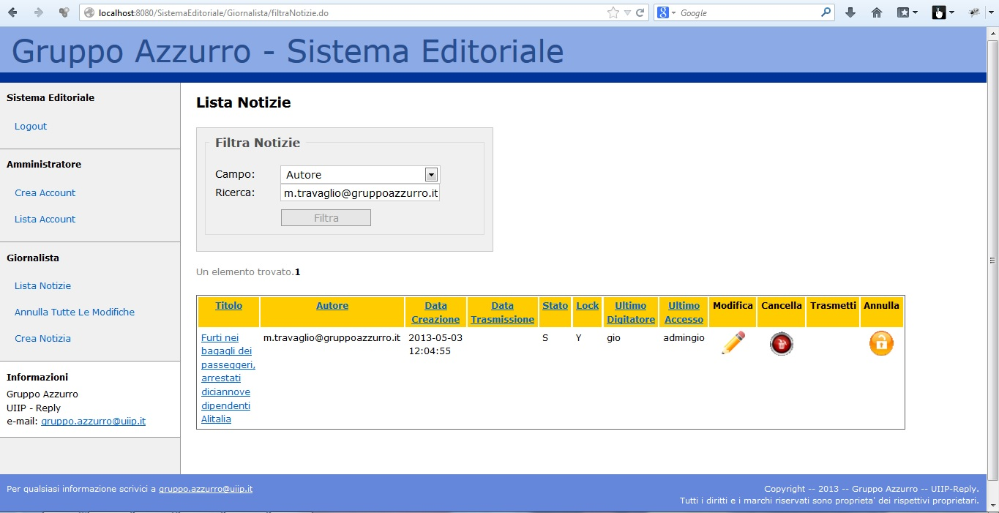 localhost:8080/SistemaEditoriale/Giornalista/filtraNotizie.do
8 Google
Gruppo Azzurro - Sistema Editoriale
Sistema Editoriale
Logout
Amministratore
Crea Account
Lista Account
Giornalista
Lista Notizie
Annulla Tutte Le Modifiche
Crea Notizia
Informazioni
Gruppo Azzurro
UIIP - Reply
e-mail: gruppo.azzurro@uiip.it
Lista Notizie
Filtra Notizie
Campo: Autore
Ricerca: m.travaglio@gruppoazzurro.it
Filtra
Un elemento trovato.1
Titolo Autore Data Creazione Data Trasmissione Stato Lock Ultimo Digitatore Ultimo Accesso Modifica Cancella Trasmetti Annulla
Furti nei m.travaglio@gruppoazzurro.it 2013-05-03 S Y gio admingio
bagagli dei 12:04:55
passeggeri,
arrestati
diciannove
dipendenti
Alitalia
Per qualsiasi informazione scrivici a gruppo.azzurro@uiip.it
Copyright -- 2013 -- Gruppo Azzurro -- UIIP-Reply.
Tutti i diritti e i marchi riservati sono proprieta' dei rispettivi proprietari.